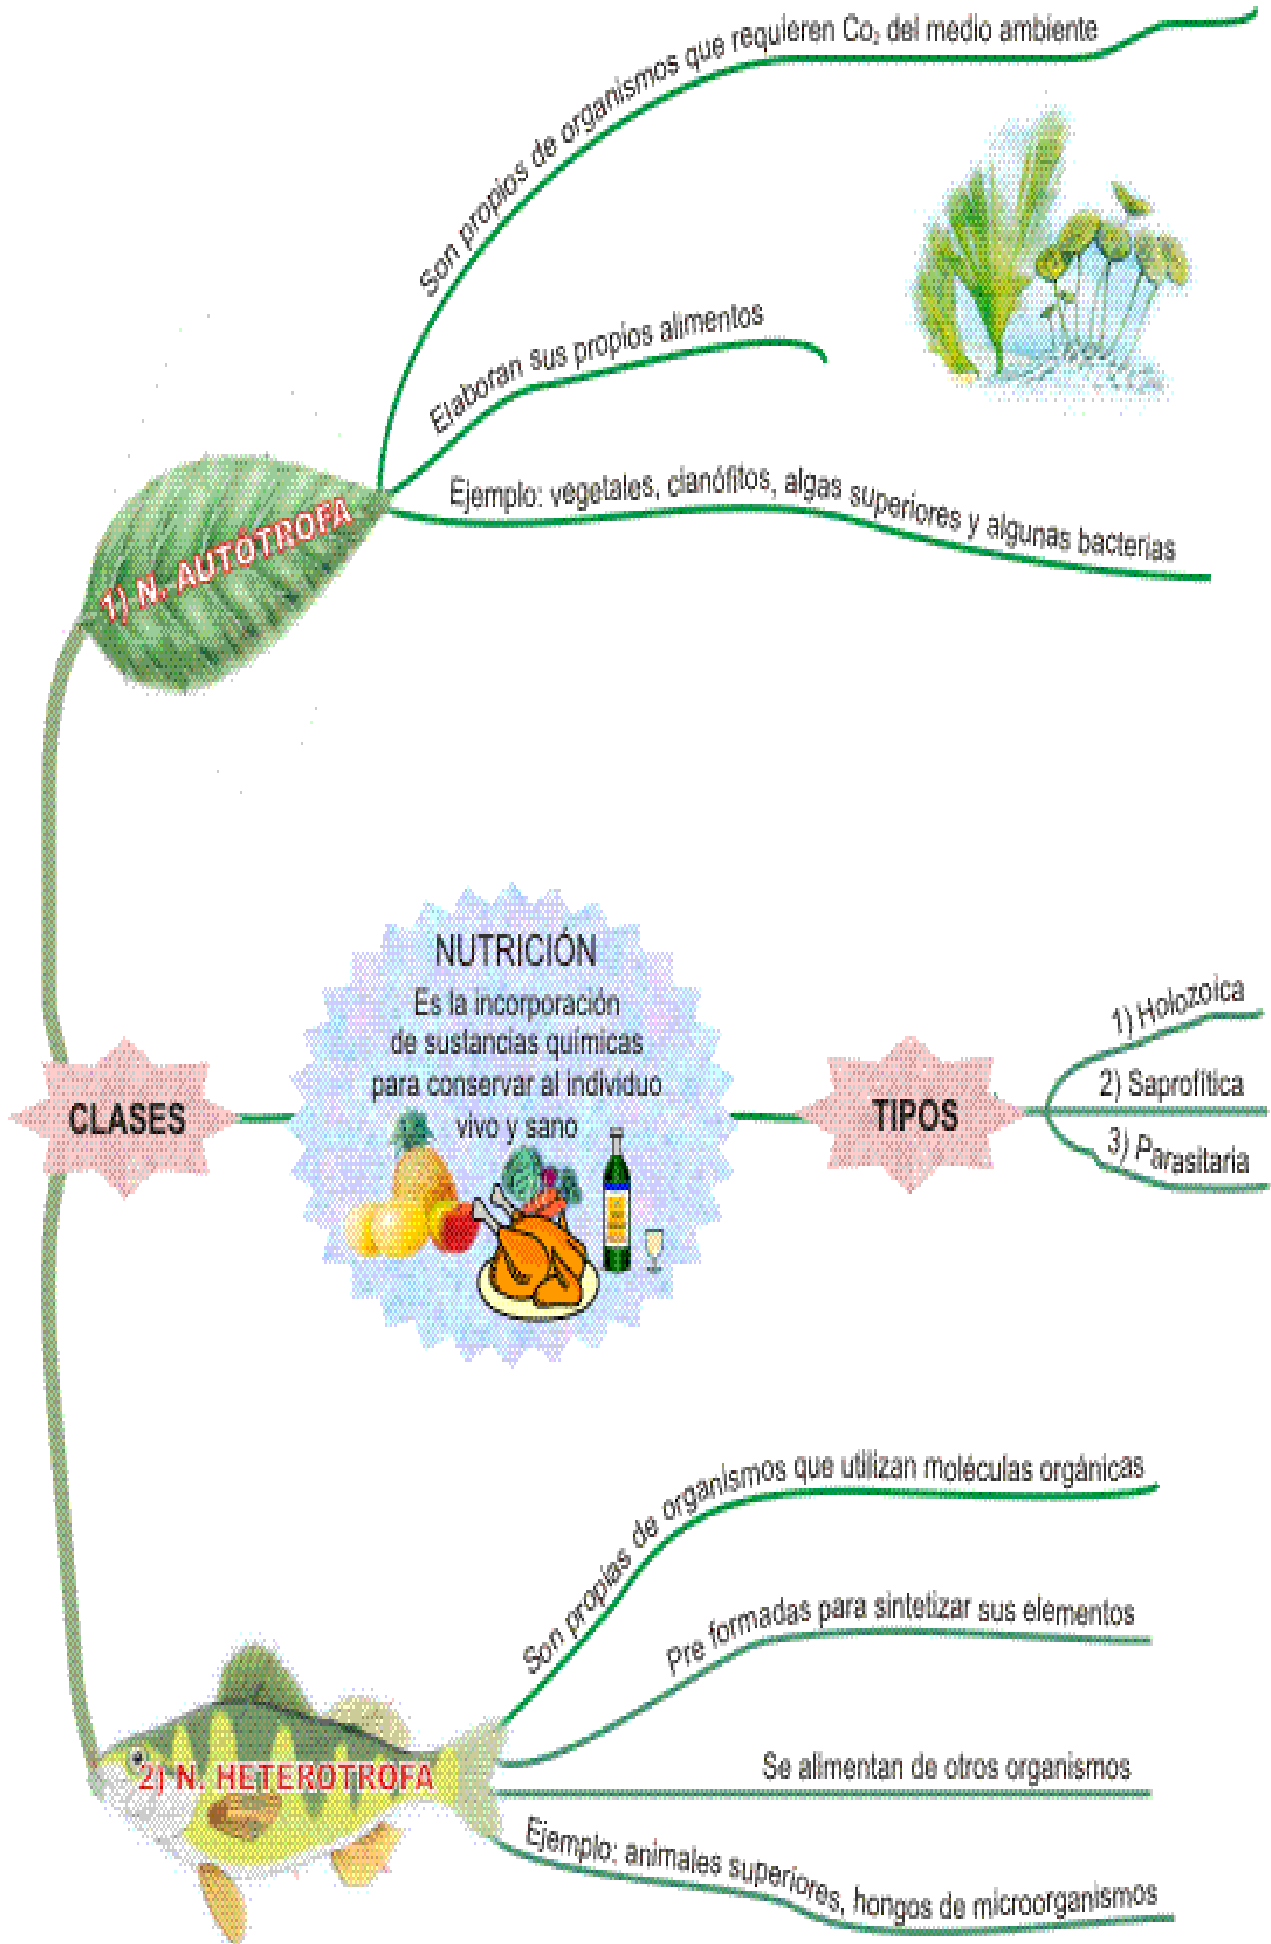 Son propios de organismos que requieren Co₂ del medio ambiente
Elaboran sus propios alimentos
Ejemplo: vegetales, cianófitos, algas superiores y algunas bacterias
1) N. AUTÓTROFA
NUTRICIÓN
Es la incorporación
de sustancias químicas
para conservar al individuo
vivo y sano
CLASES
TIPOS
1) Holozoica
2) Saprofítica
3) Parasitaria
Son propias de organismos que utilizan moléculas orgánicas
Pre formadas para sintetizar sus elementos
Se alimentan de otros organismos
Ejemplo: animales superiores, hongos de microorganismos
2) N. HETEROTROFA